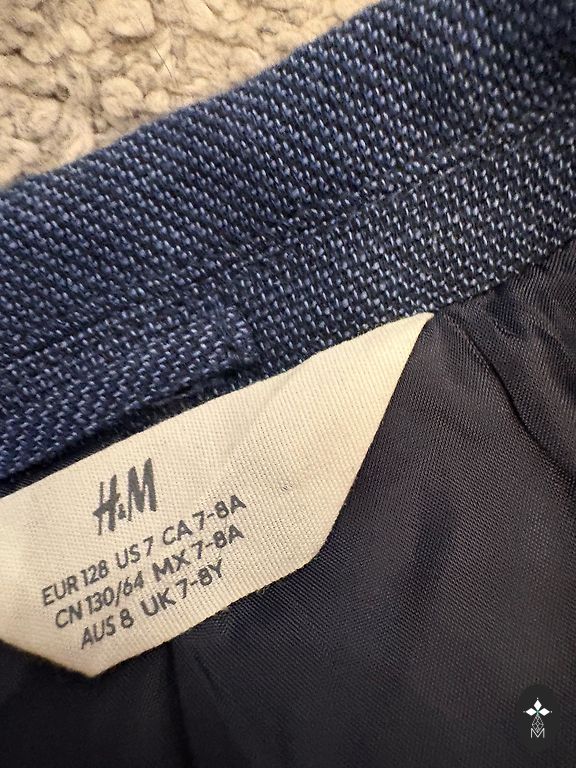 H&M
EUR 128 US 7 CA 7-8A
CN 130/64 MX 7-8A
AUS 8 UK 7-8Y
M